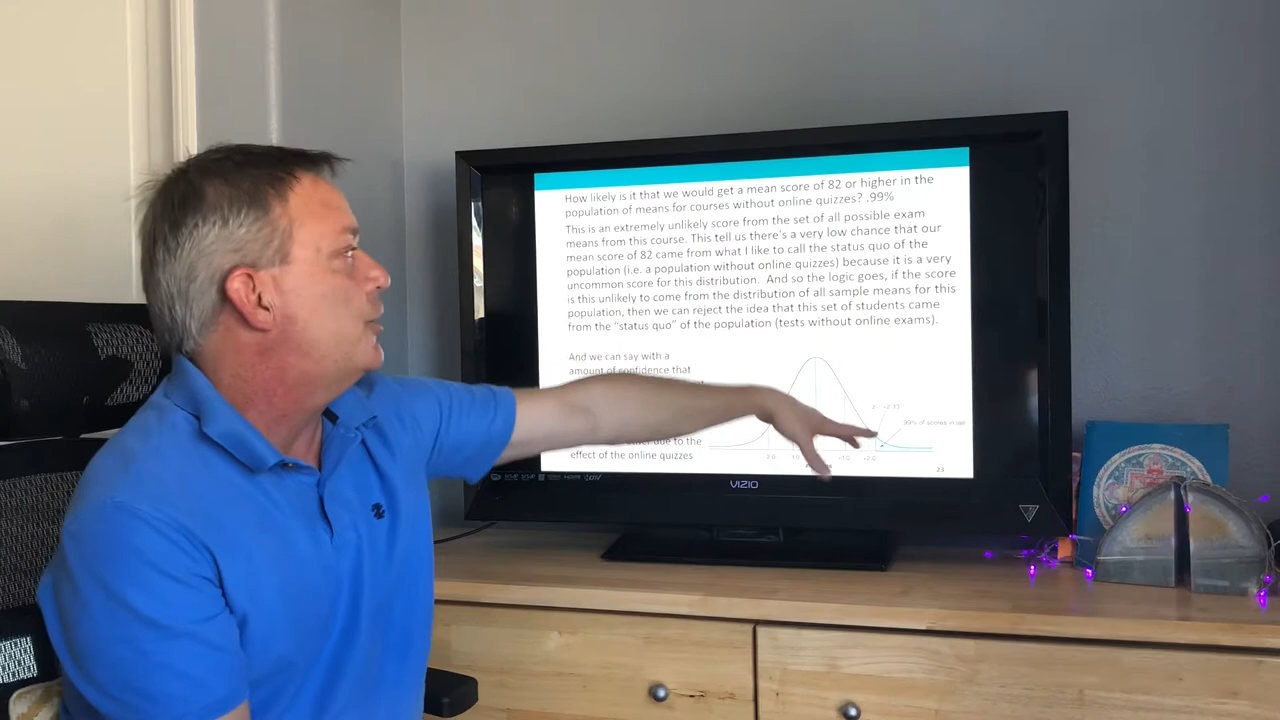 How likely is it that we would get a mean score of 82 or higher in the
population of means for courses without online quizzes? .99%
This is an extremely unlikely score from the set of all possible exam
means from this course. This tell us there's a very low chance that our
mean score of 82 came from what I like to call the status quo of the
population (i.e. a population without online quizzes) because it is a very
uncommon score for this distribution. And so the logic goes, if the score
is this unlikely to come from the distribution of all sample means for this
population, then we can reject the idea that this set of students came
from the "status quo" of the population (tests without online exams).
And we can say with a
amount of confidence that
due to the
effect of the online quizzes
+1.0 +2.0
23
VIZIO